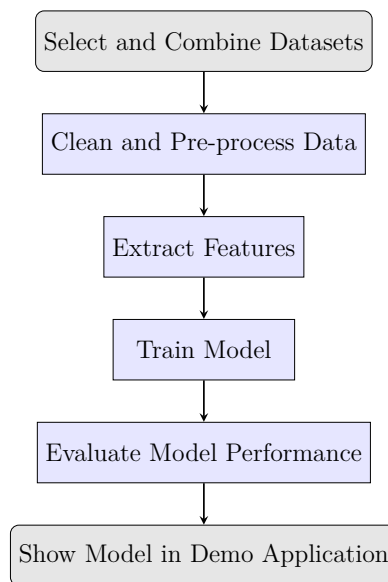 Select and Combine Datasets
Clean and Pre-process Data
Extract Features
Train Model
Evaluate Model Performance
Show Model in Demo Application